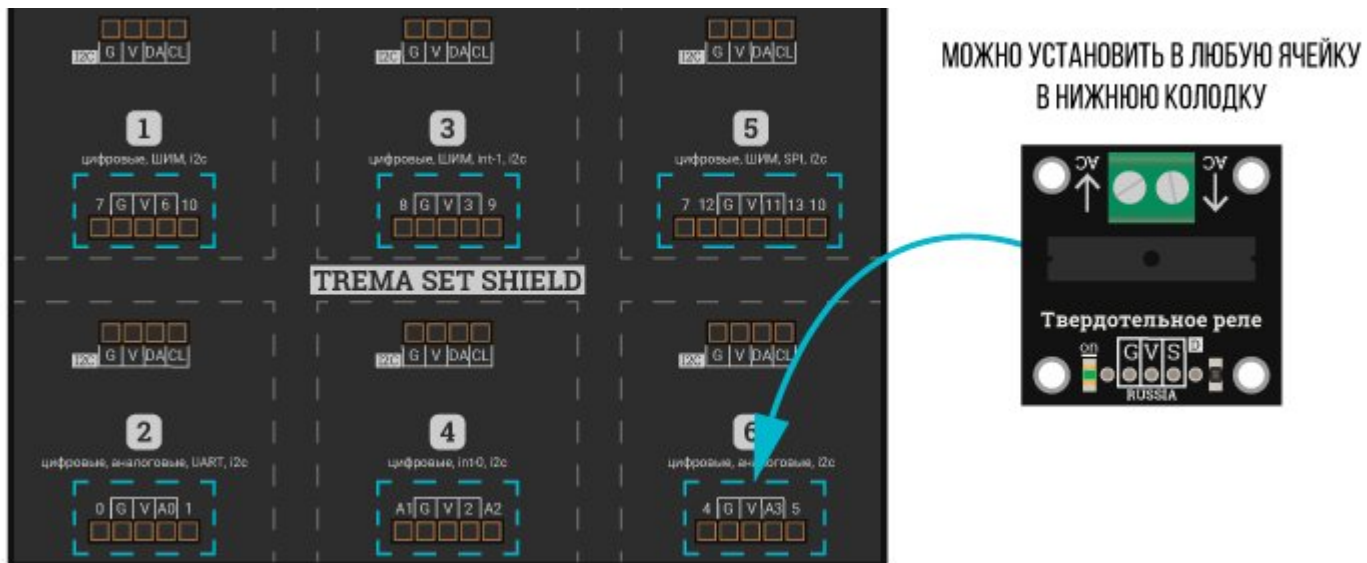 I2C G V DA CL
I2C G V DA CL
I2C G V DA CL
1
3
5
цифровые, ШИМ, i2c
цифровые, ШИМ, int-1, i2c
цифровые, ШИМ, SPI, i2c
7 G V 6 10
8 G V 3 9
7 12 G V 11 13 10
TREMA SET SHIELD
I2C G V DA CL
I2C G V DA CL
I2C G V DA CL
2
4
6
цифровые, аналоговые, UART, i2c
цифровые, int-0, i2c
цифровые, аналоговые, i2c
0 G V A0 1
A1 G V 2 A2
4 G V A3 5
МОЖНО УСТАНОВИТЬ В ЛЮБУЮ ЯЧЕЙКУ
В НИЖНЮЮ КОЛОДКУ
AC
AC
Твердотельное реле
on
G V S D
RUSSIA